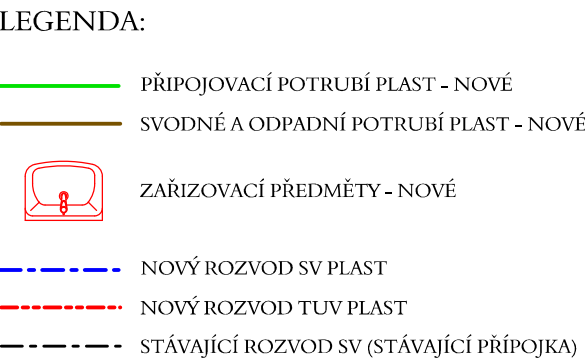 LEGENDA:
PŘIPOJOVACÍ POTRUBÍ PLAST - NOVÉ
SVODNÉ A ODPADNÍ POTRUBÍ PLAST - NOVÉ
ZAŘIZOVACÍ PŘEDMĚTY - NOVÉ
NOVÝ ROZVOD SV PLAST
NOVÝ ROZVOD TUV PLAST
STÁVAJÍCÍ ROZVOD SV (STÁVAJÍCÍ PŘÍPOJKA)